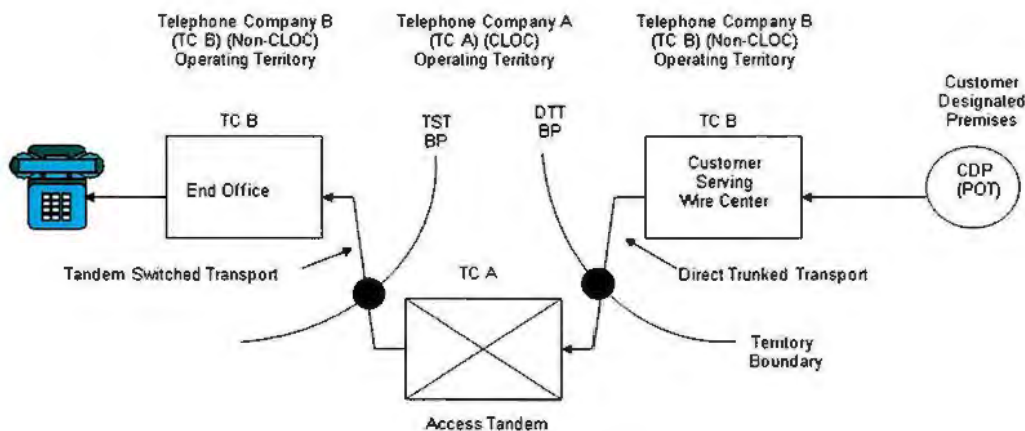 Telephone Company B
(TC B) (Non-CLOC)
Operating Territory
Telephone Company A
(TC A) (CLOC)
Operating Territory
Telephone Company B
(TC B) (Non-CLOC)
Operating Territory
Customer
Designated
Premises
TC B
TST
BP
DTT
BP
TC B
End Office
Customer
Serving
Wire Center
CDP
(POT)
Tandem Switched Transport
TC A
Direct Trunked Transport
Territory
Boundary
Access Tandem